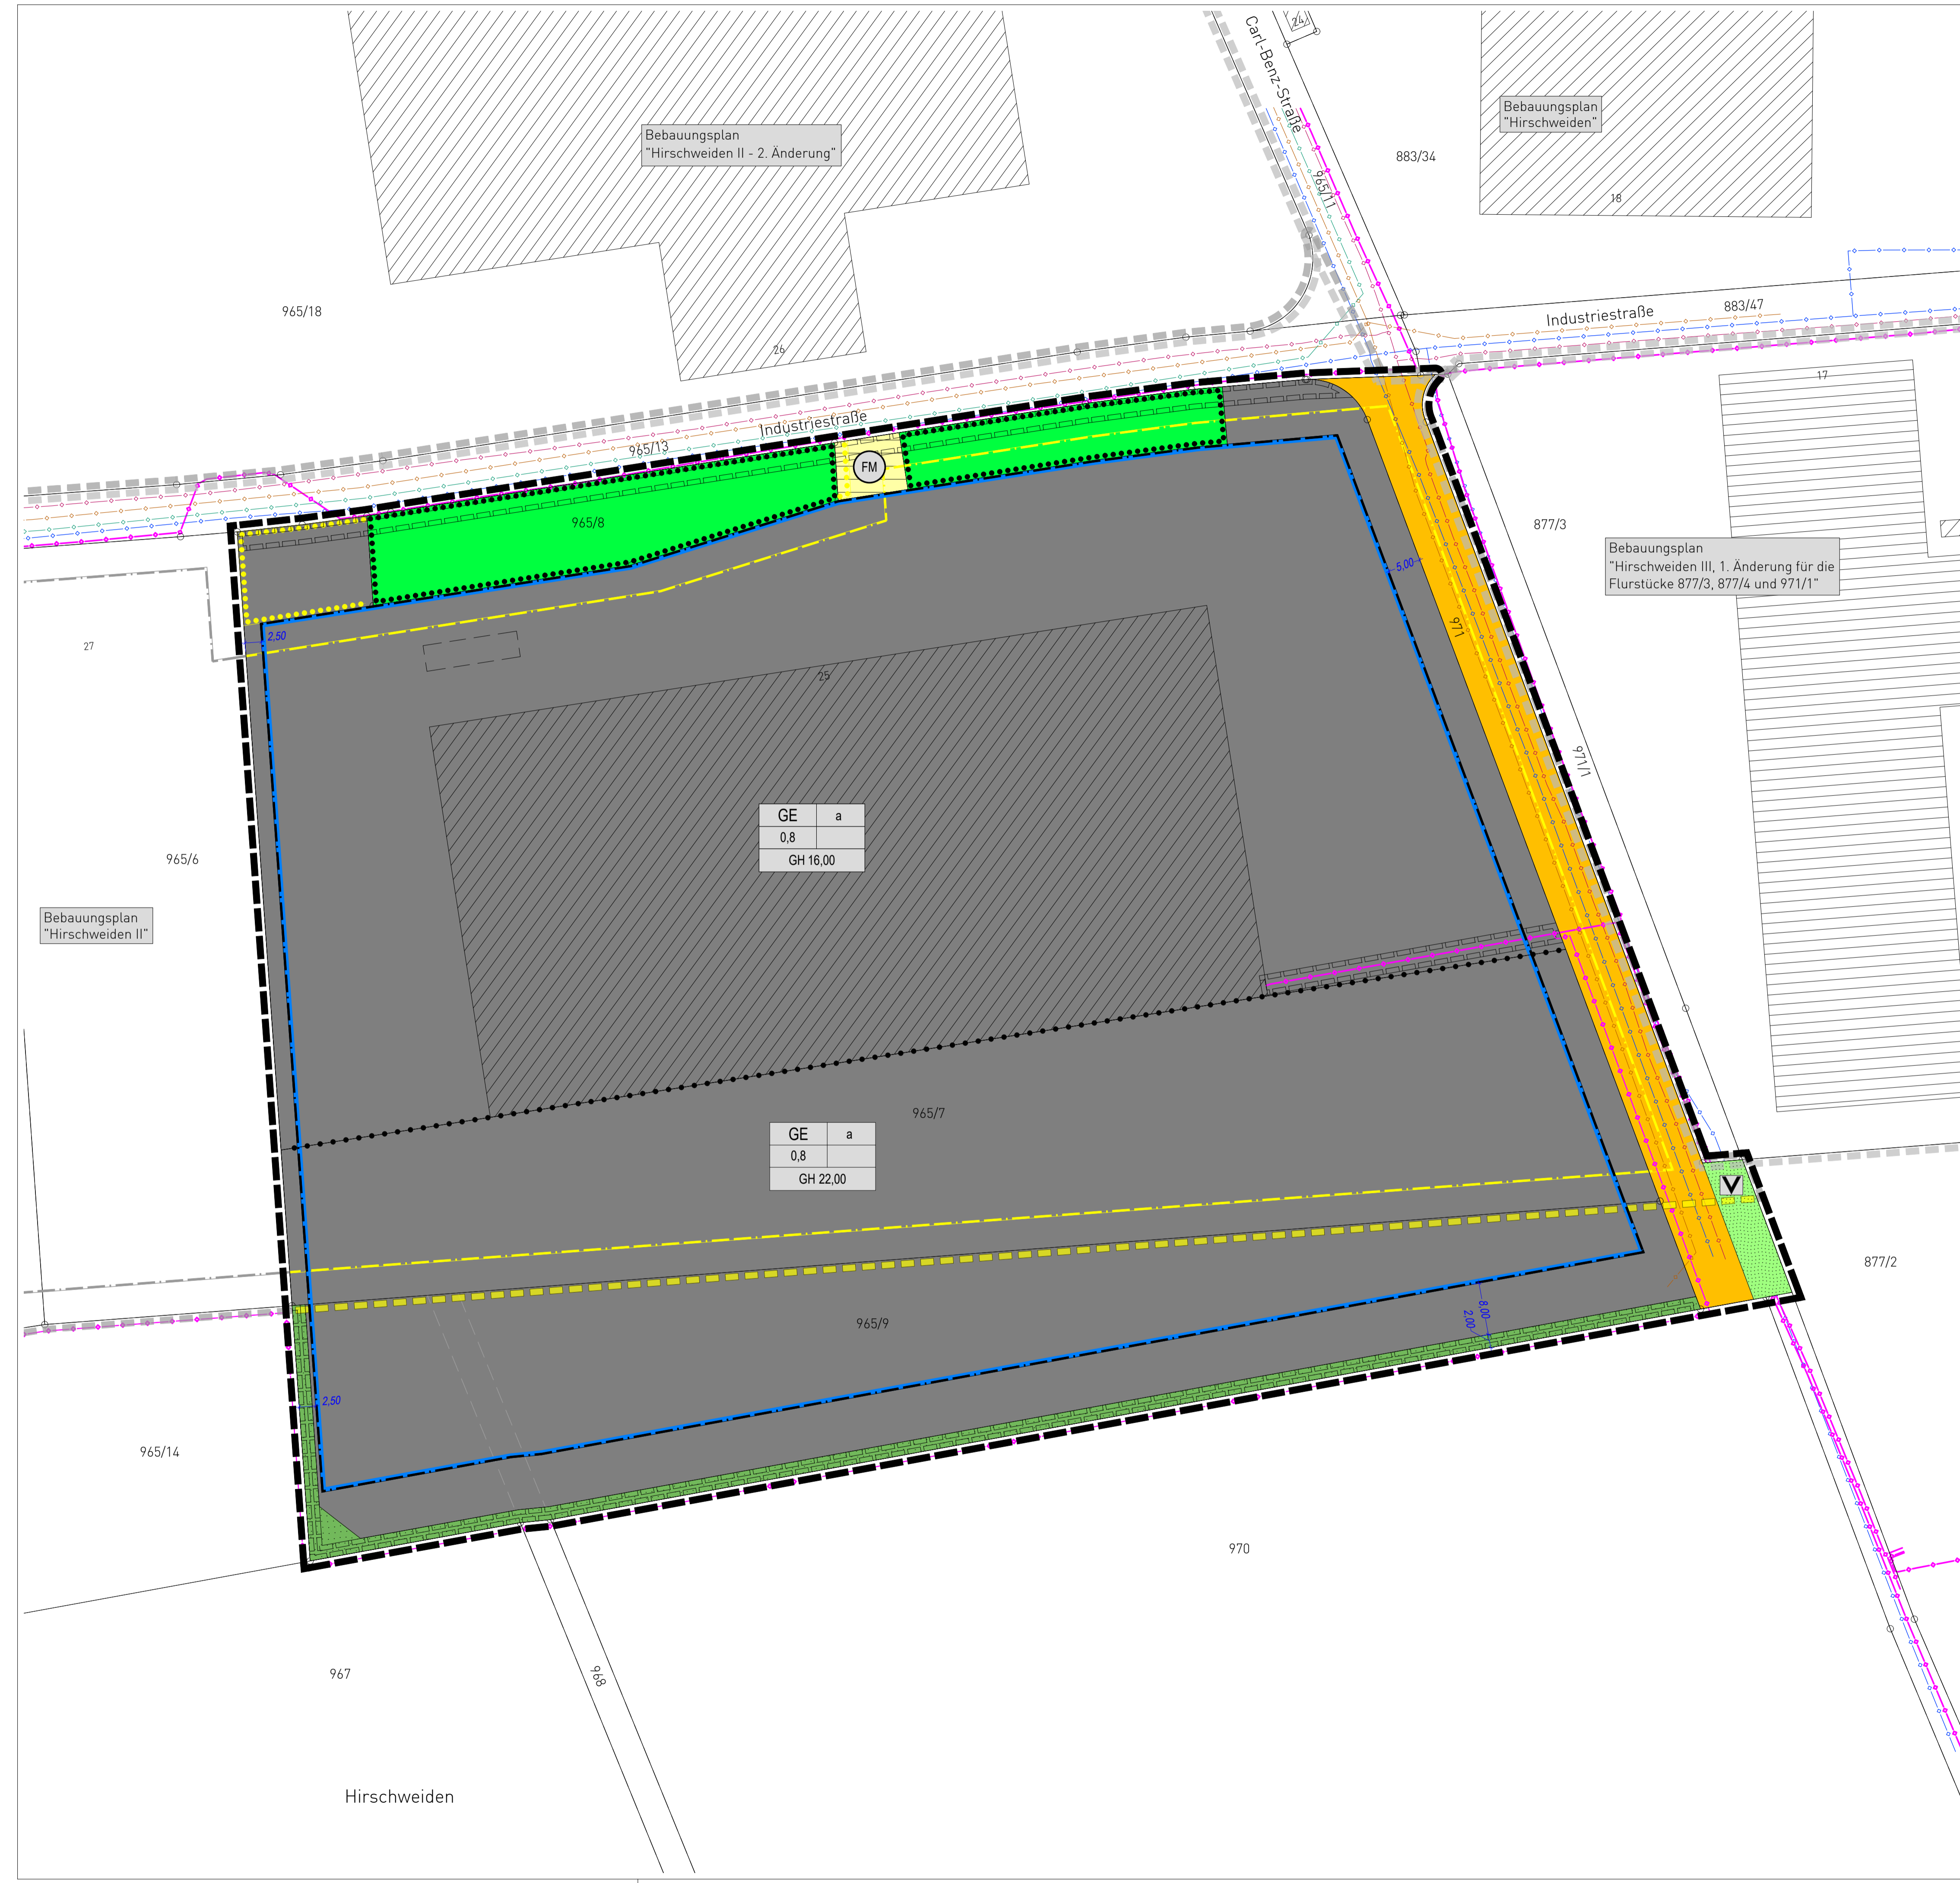 24
Carl-Benz-Straße
Bebauungsplan
"Hirschweiden"
Bebauungsplan
"Hirschweiden II - 2. Änderung"
883/34
965/11
18
965/18
883/47
Industriestraße
26
17
Industriestraße
965/13
FM
965/8
877/3
Bebauungsplan
"Hirschweiden III, 1. Änderung für die
Flurstücke 877/3, 877/4 und 971/1"
5,00
971
2,50
27
25
971/1
GE a
0,8
GH 16,00
965/6
Bebauungsplan
"Hirschweiden II"
965/7
GE a
0,8
GH 22,00
V
877/2
8,00
2,00
965/9
2,50
965/14
970
967
968
Hirschweiden